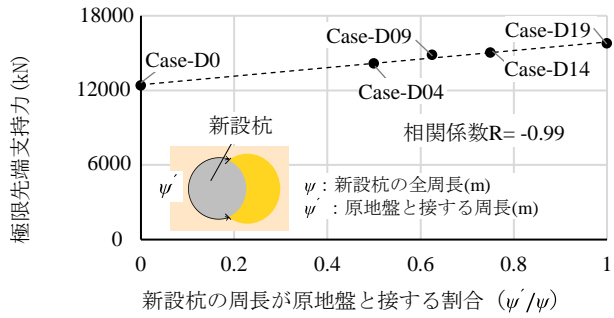 極限先端支持力(kN)
18000
12000
6000
0
Case-D0
Case-D09
Case-D04
Case-D19
Case-D14
新設杭
相関係数R= -0.99
ψ´
ψ：新設杭の全周長(m)
ψ´：原地盤と接する周長(m)
0 0.2 0.4 0.6 0.8 1
新設杭の周長が原地盤と接する割合（ψ´/ψ）